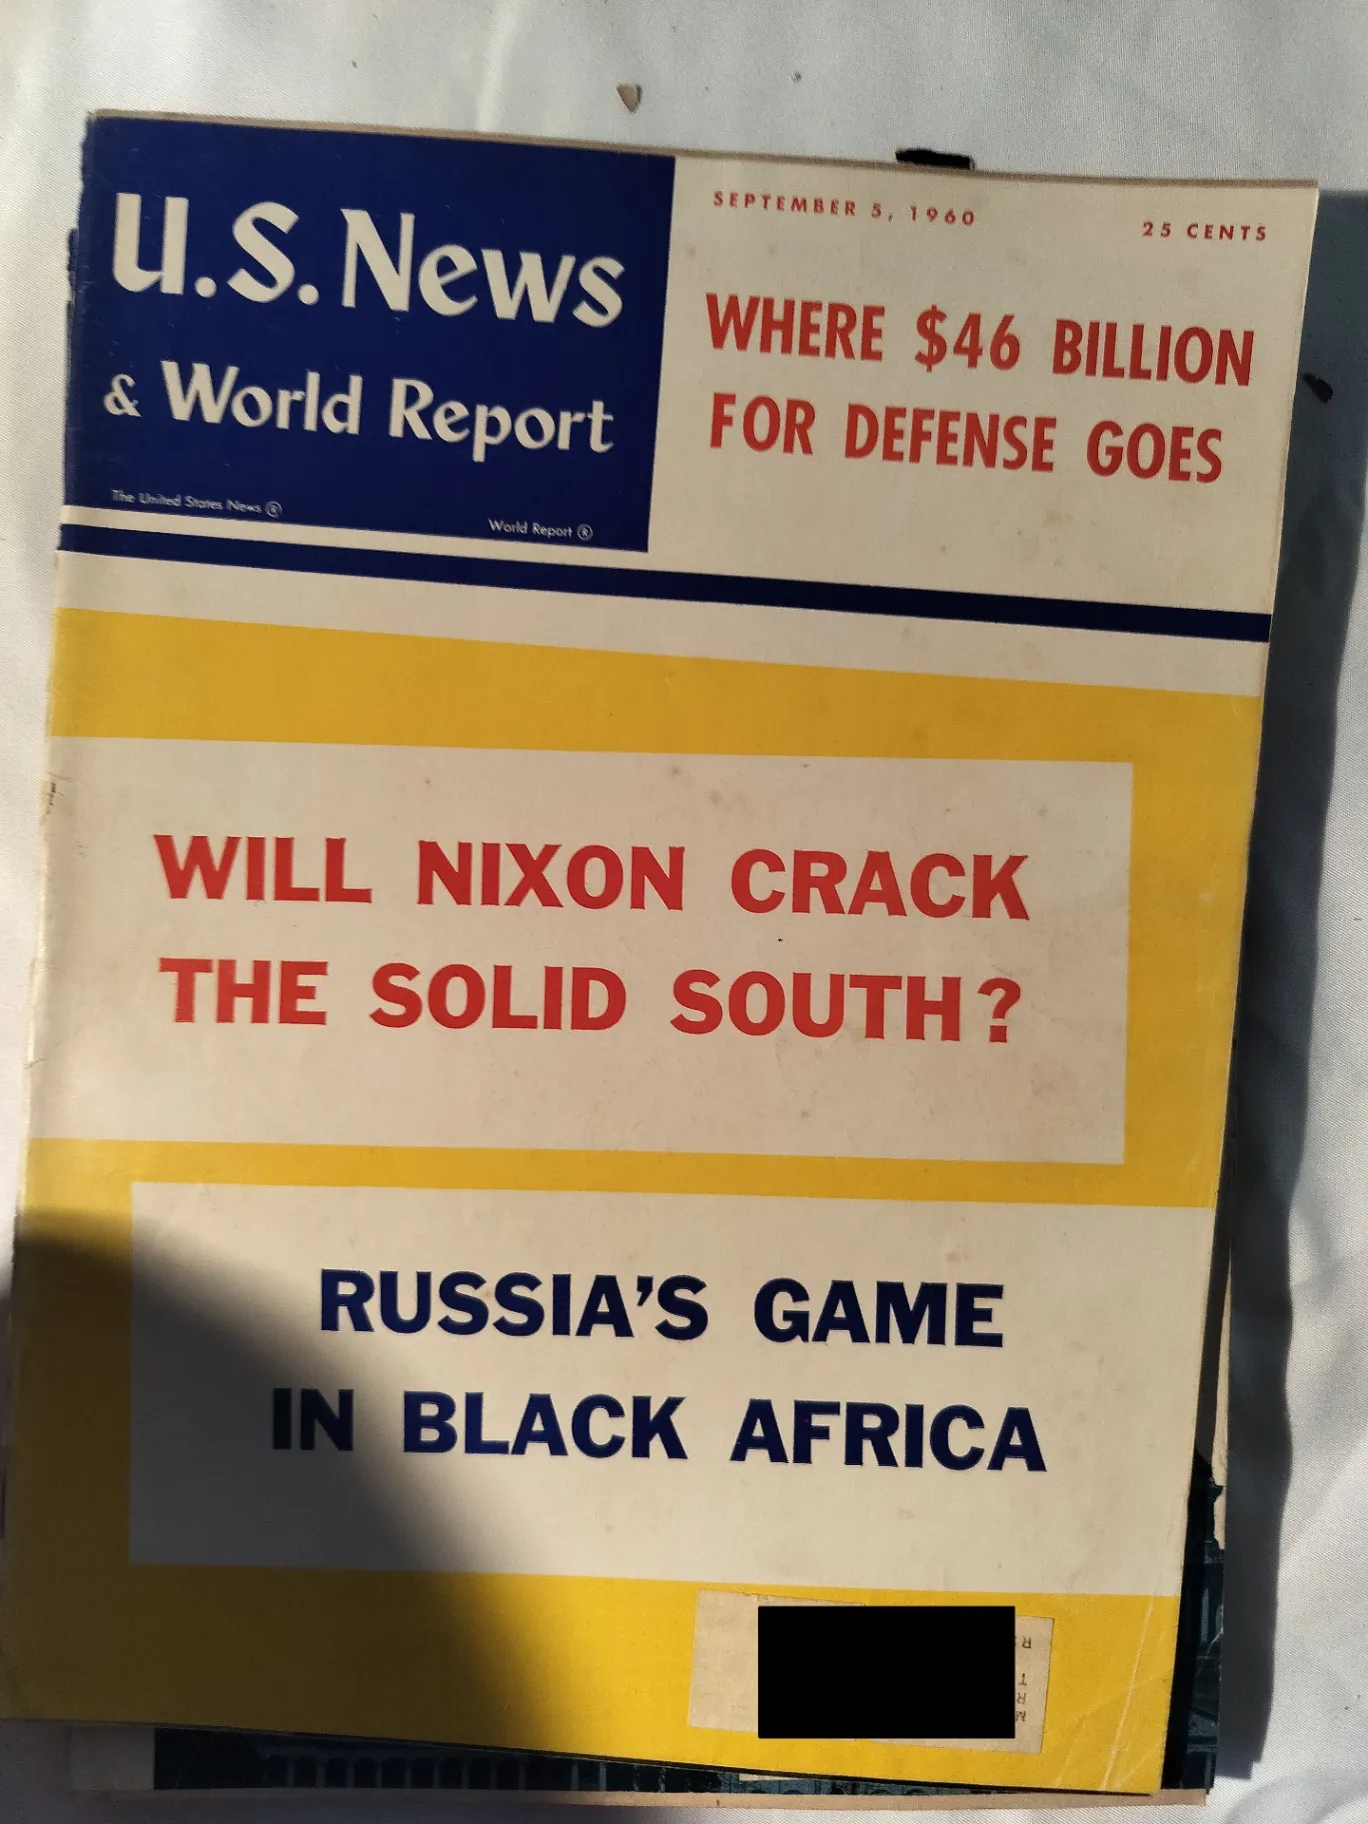 U.S. News
& World Report
The United States News ®
World Report ®
SEPTEMBER 5, 1960
25 CENTS
WHERE $46 BILLION
FOR DEFENSE GOES
WILL NIXON CRACK
THE SOLID SOUTH?
RUSSIA'S GAME
IN BLACK AFRICA